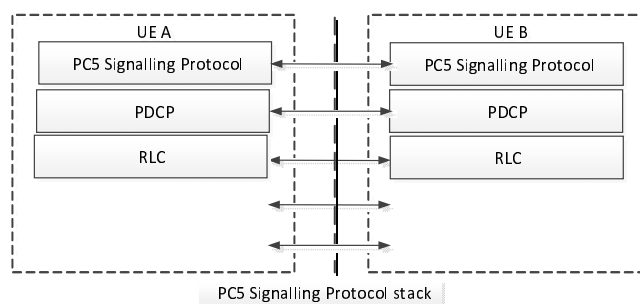 UE A
UE B
PC5 Signalling Protocol
PC5 Signalling Protocol
PDCP
PDCP
RLC
RLC
PC5 Signalling Protocol stack